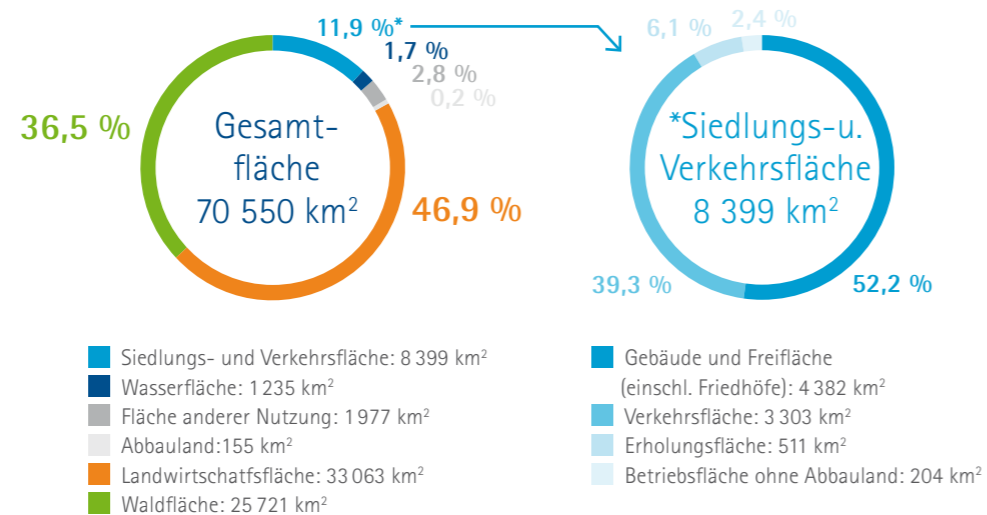 11,9 %*
1,7 %
2,8 %
0,2 %
36,5 %
46,9 %
Gesamt-
fläche
70 550 km²
6,1 %
2,4 %
*Siedlungs-u.
Verkehrsfläche
8 399 km²
39,3 %
52,2 %
Siedlungs- und Verkehrsfläche: 8 399 km²
Wasserfläche: 1 235 km²
Fläche anderer Nutzung: 1 977 km²
Abbauland:155 km²
Landwirtschatfsfläche: 33 063 km²
Waldfläche: 25 721 km²
Gebäude und Freifläche
(einschl. Friedhöfe): 4 382 km²
Verkehrsfläche: 3 303 km²
Erholungsfläche: 511 km²
Betriebsfläche ohne Abbauland: 204 km²